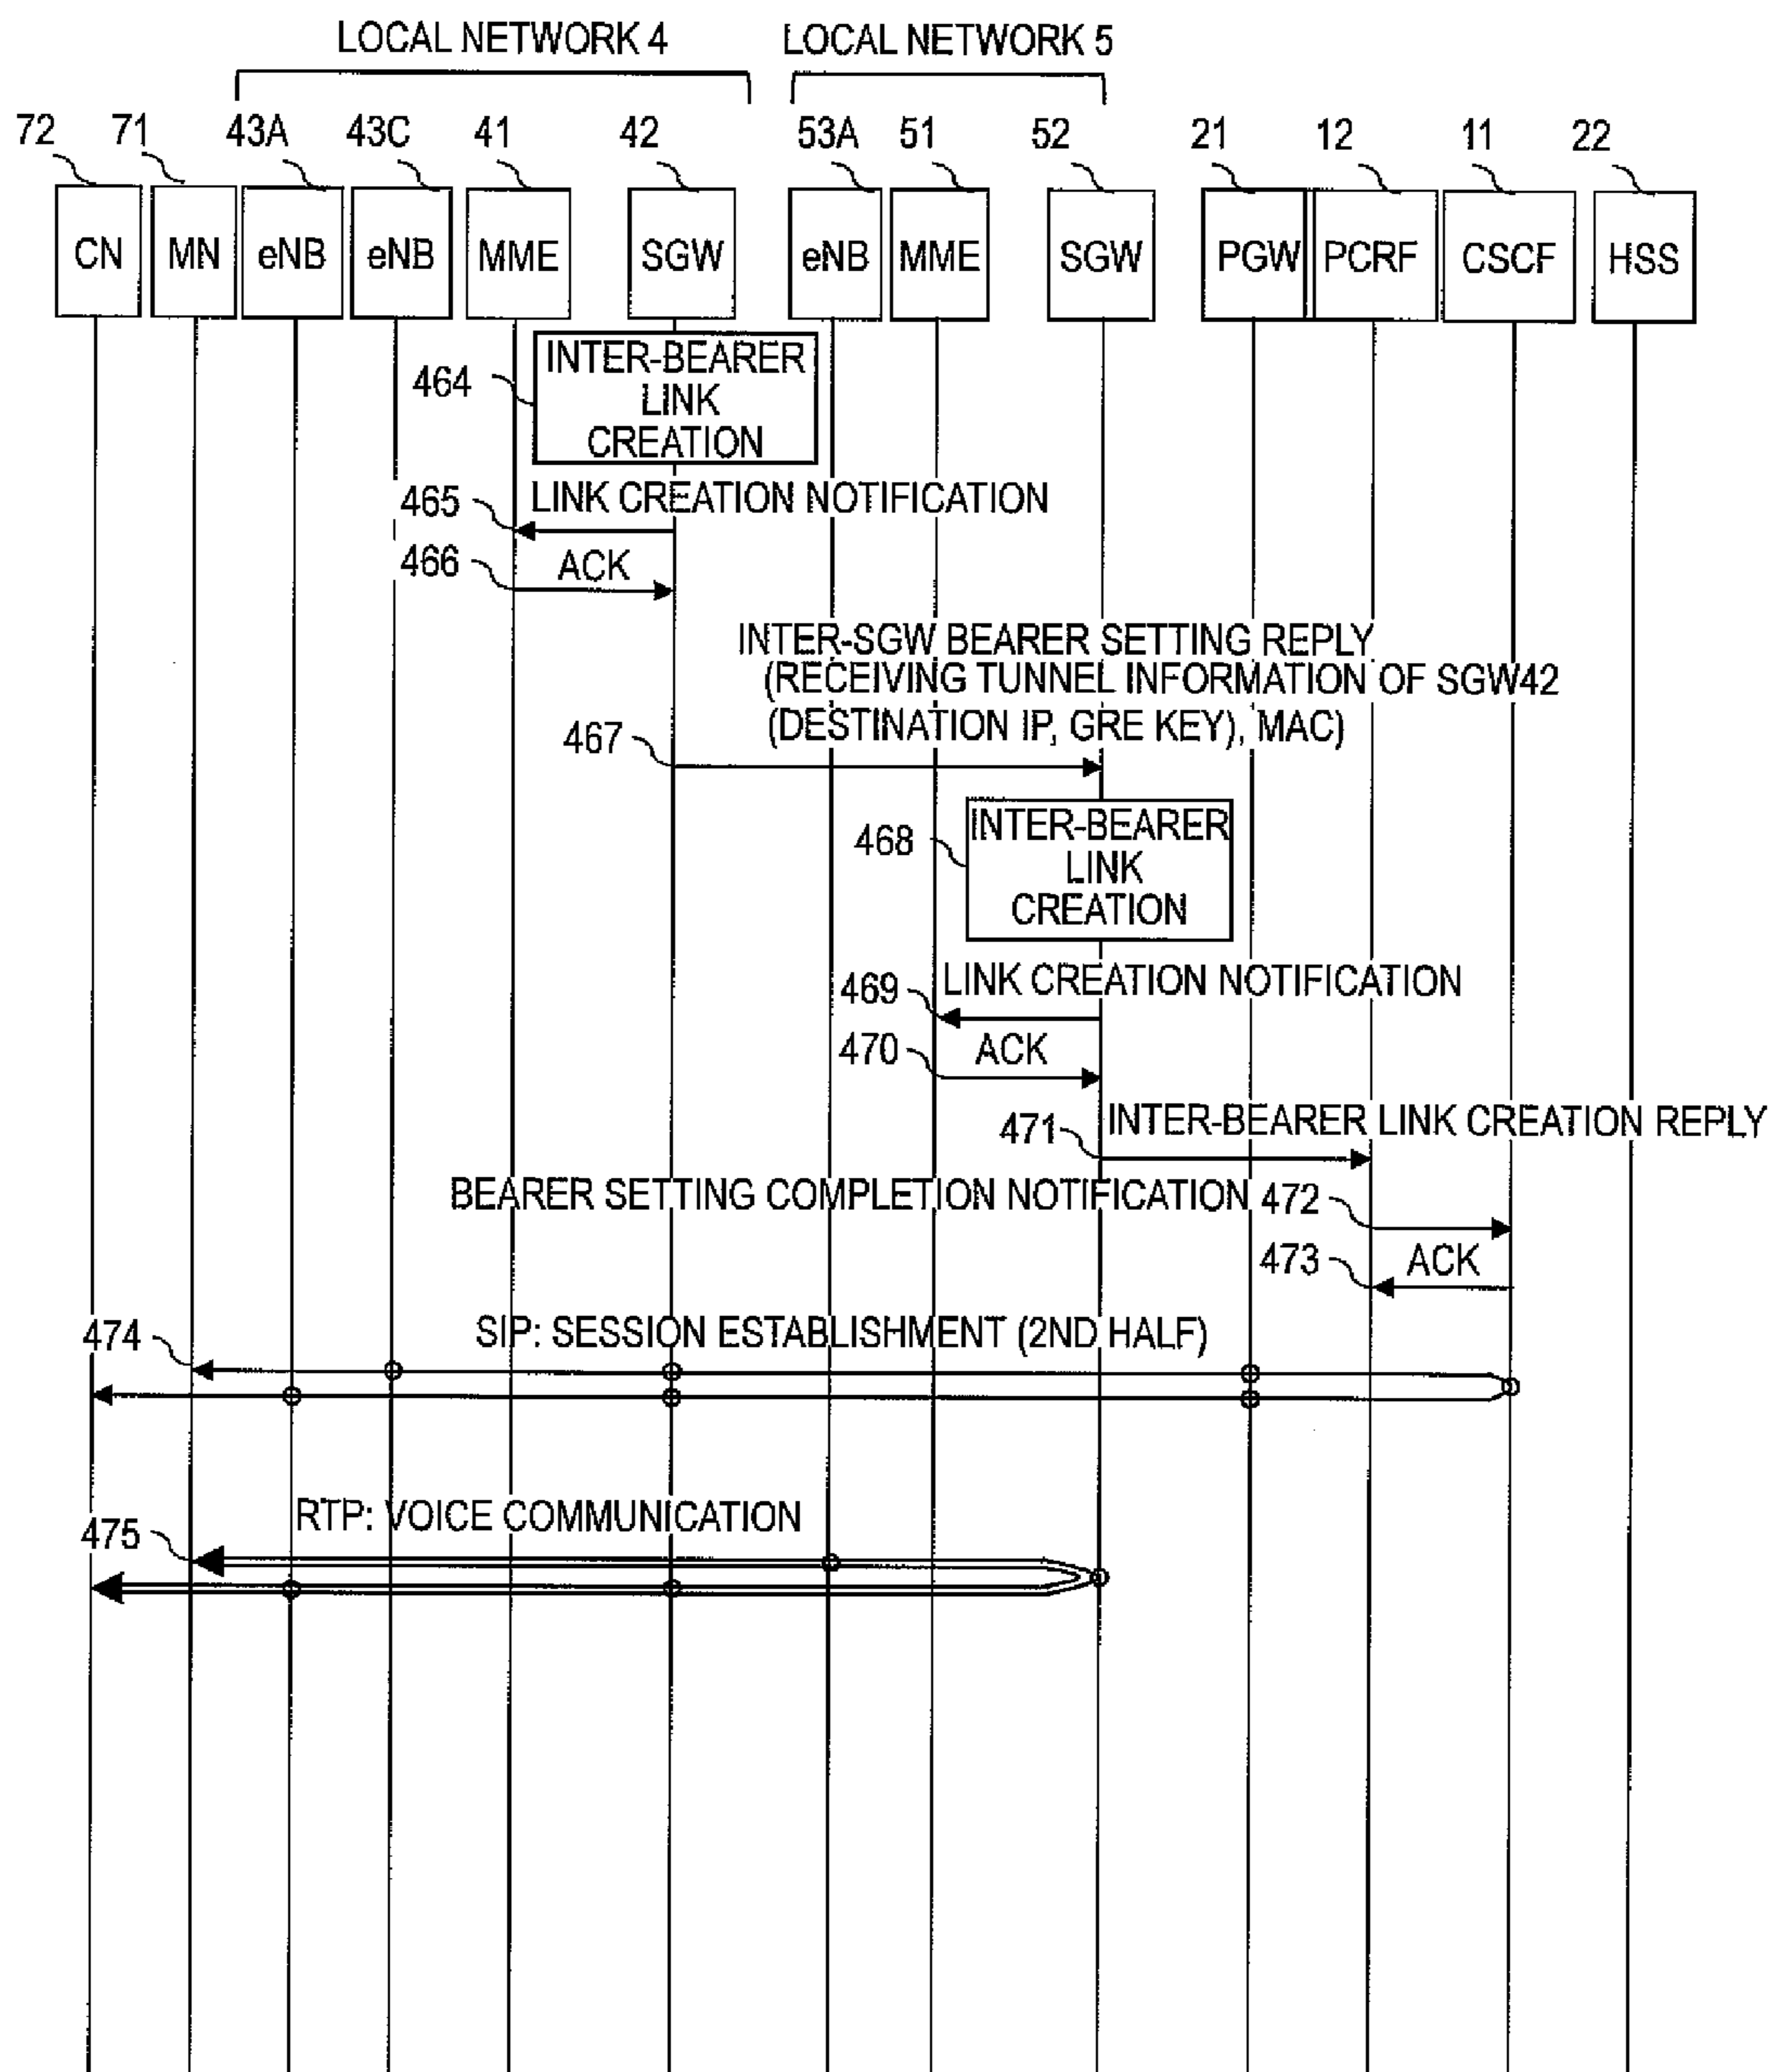 LOCAL NETWORK 4
LOCAL NETWORK 5
72 71 43A 43C 41 42 53A 51 52 21 12 11 22
CN MN eNB eNB MME SGW eNB MME SGW PGW PCRF CSCF HSS
464
INTER-BEARER
LINK
CREATION
465 LINK CREATION NOTIFICATION
466 ACK
INTER-SGW BEARER SETTING REPLY
(RECEIVING TUNNEL INFORMATION OF SGW42
(DESTINATION IP, GRE KEY), MAC)
467
468
INTER-BEARER
LINK
CREATION
469 LINK CREATION NOTIFICATION
470 ACK
471 INTER-BEARER LINK CREATION REPLY
BEARER SETTING COMPLETION NOTIFICATION 472
473 ACK
474 SIP: SESSION ESTABLISHMENT (2ND HALF)
475 RTP: VOICE COMMUNICATION